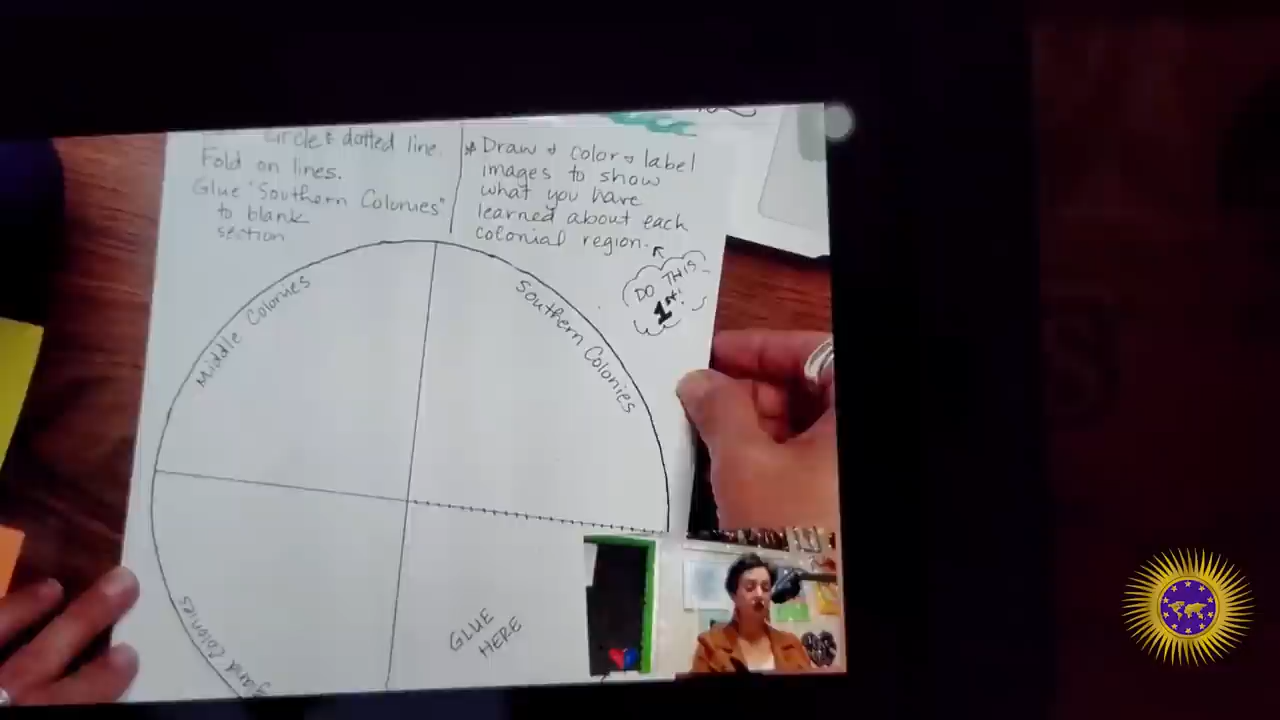 Circle & dotted line.
Fold on lines.
Glue "Southern Colonies"
to blank
section
* Draw & color & label
images to show
what you have
learned about each
colonial region.
DO THIS
1st!
Middle Colonies
Southern Colonies
GLUE
HERE
Colonies